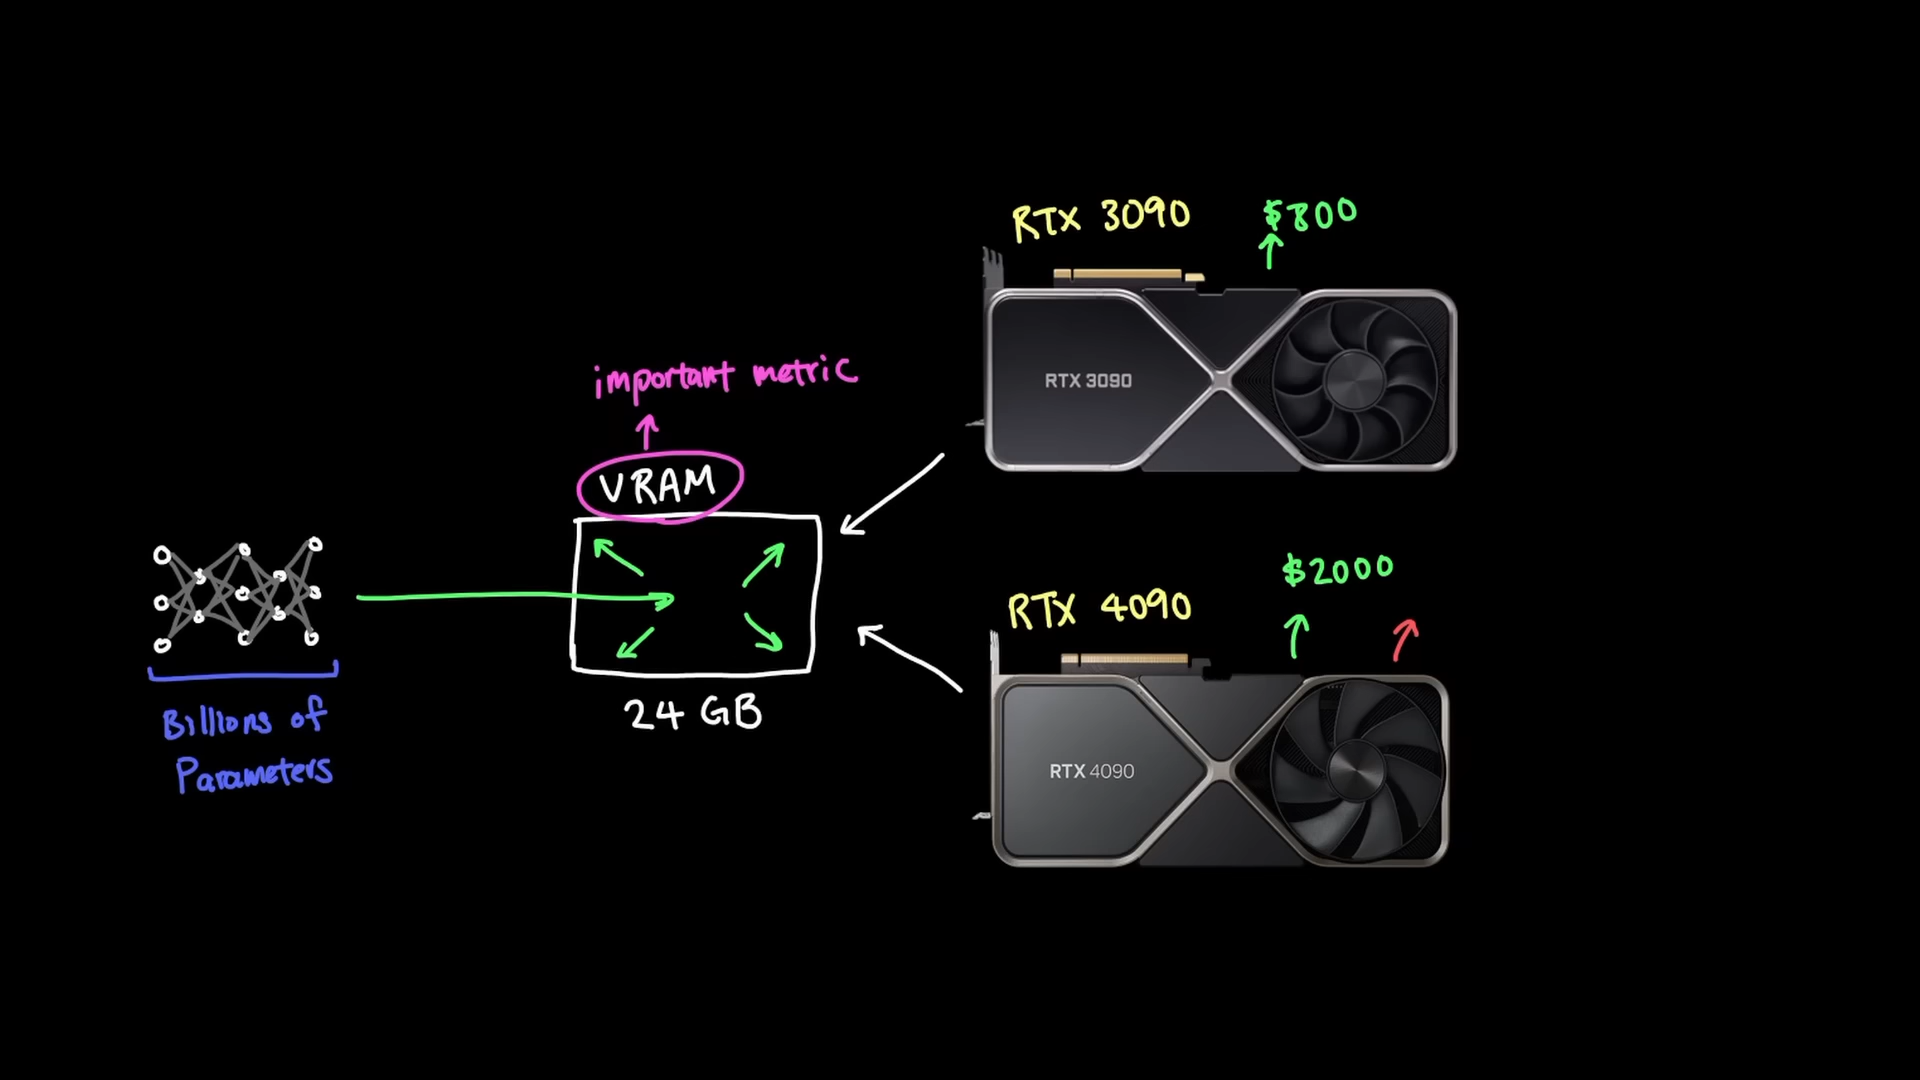 RTX 3090
$800
RTX 3090
important metric
VRAM
24 GB
Billions of
Parameters
RTX 4090
$2000
RTX 4090